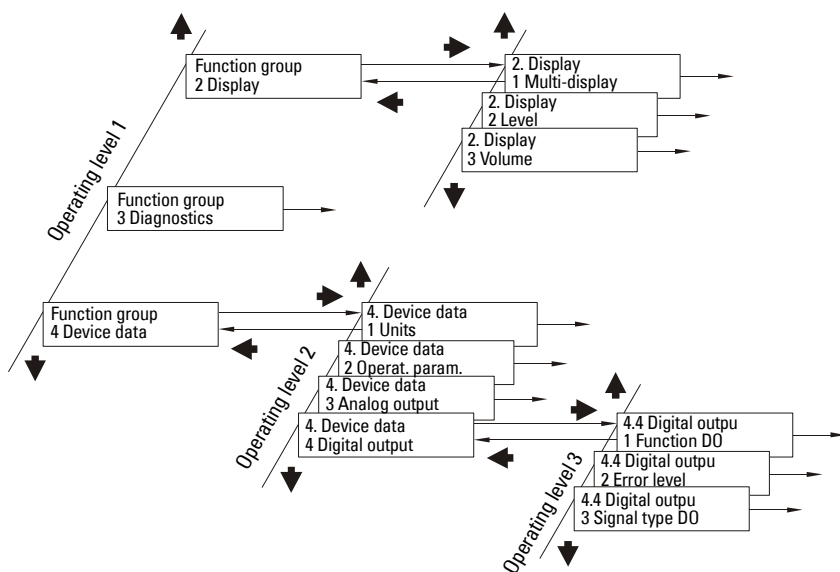 Operating level 1
Function group
2 Display
2. Display
1 Multi-display
2. Display
2 Level
2. Display
3 Volume
Function group
3 Diagnostics
Function group
4 Device data
Operating level 2
4. Device data
1 Units
4. Device data
2 Operat. param.
4. Device data
3 Analog output
4. Device data
4 Digital output
Operating level 3
4.4 Digital outpu
1 Function DO
4.4 Digital outpu
2 Error level
4.4 Digital outpu
3 Signal type DO